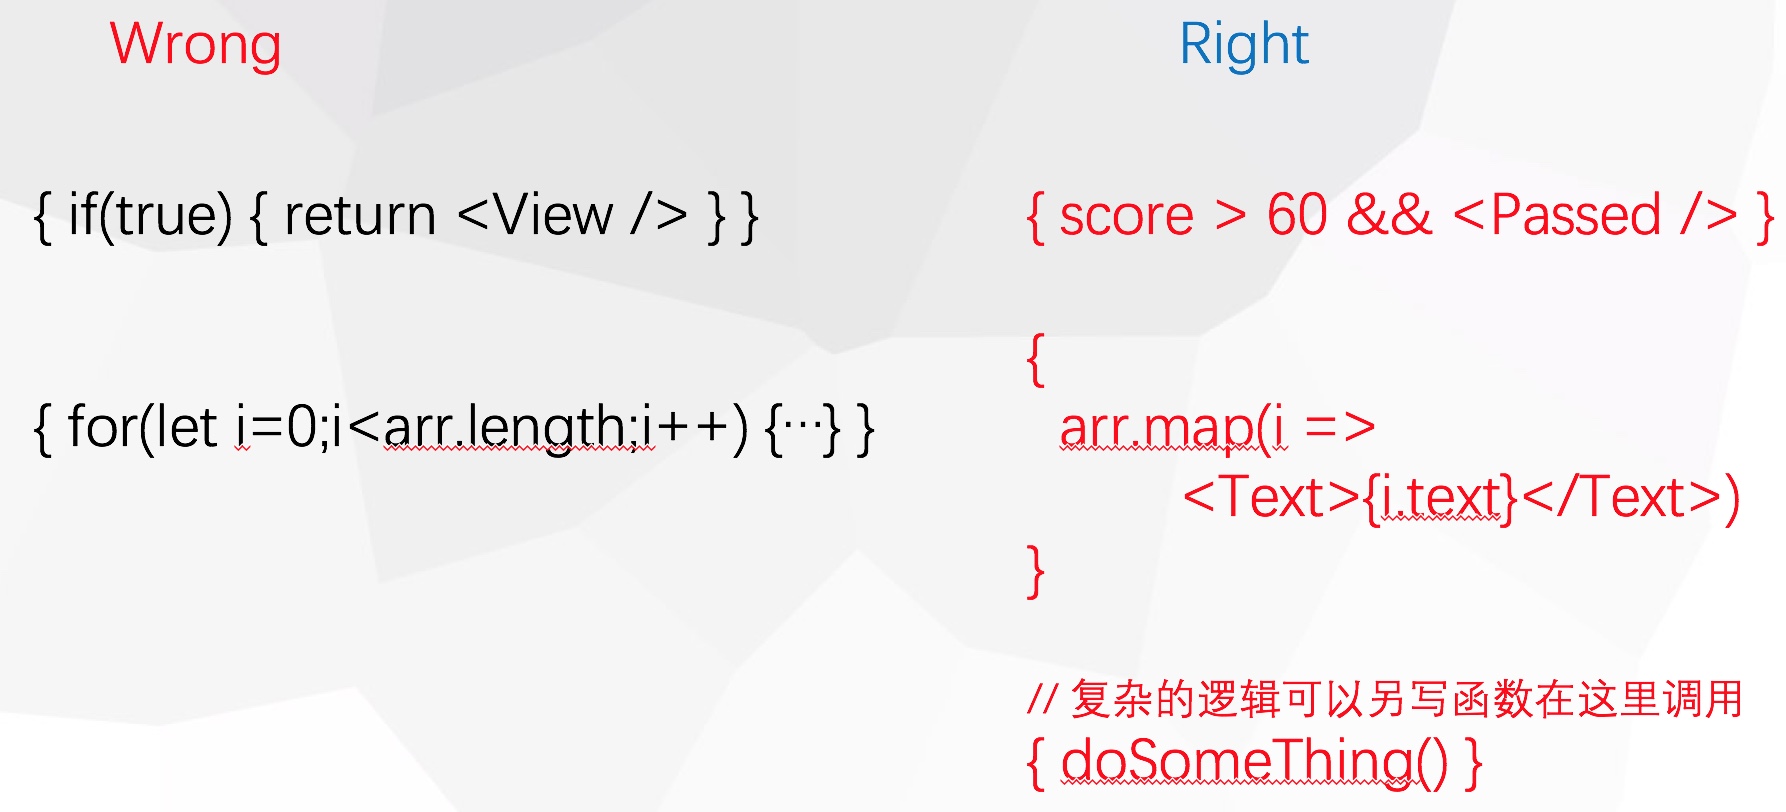 Wrong
{ if(true) { return <View /> } }
{ for(let i=0;i<arr.length;i++) {…} }
Right
{ score > 60 && <Passed /> }
{
arr.map(i =>
<Text>{i.text}</Text>)
}
// 复杂的逻辑可以另写函数在这里调用
{ doSomeThing() }